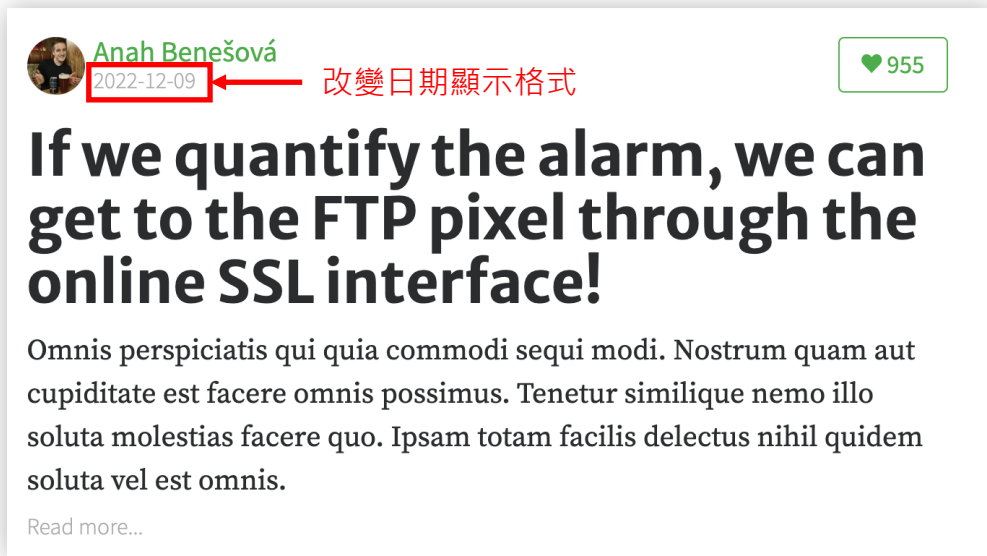 Anah Benešová
2022-12-09
改變日期顯示格式
955
If we quantify the alarm, we can
get to the FTP pixel through the
online SSL interface!
Omnis perspiciatis qui quia commodi sequi modi. Nostrum quam aut
cupiditate est facere omnis possimus. Tenetur similique nemo illo
soluta molestias facere quo. Ipsam totam facilis delectus nihil quidem
soluta vel est omnis.
Read more...